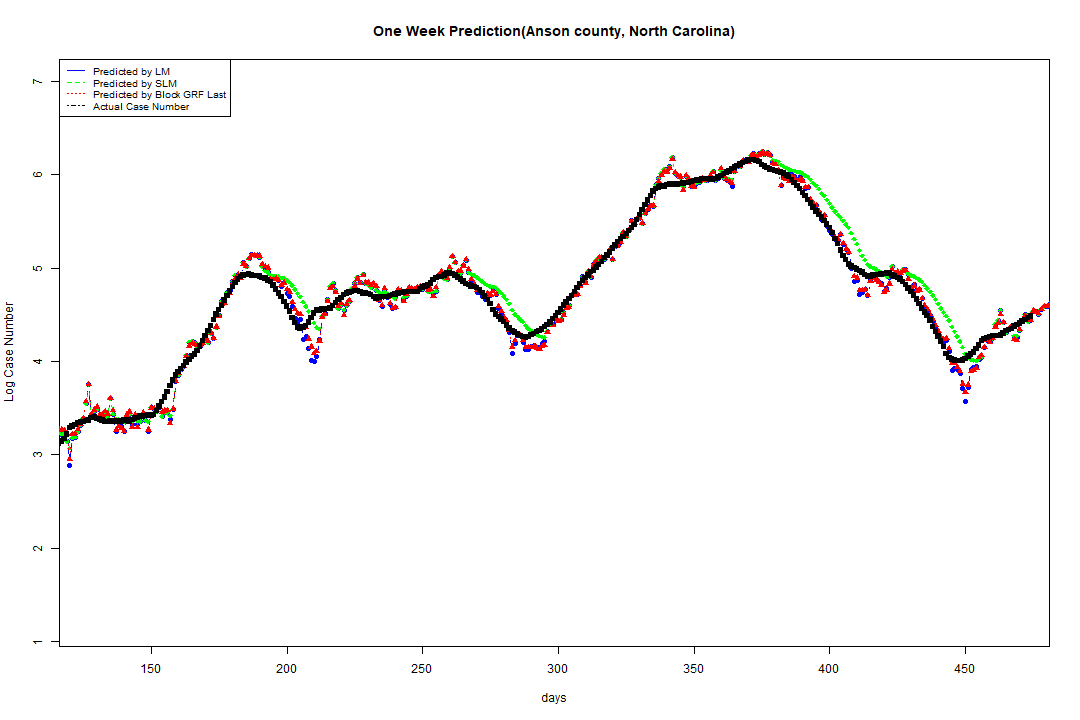 One Week Prediction(Anson county, North Carolina)
Predicted by LM
Predicted by SLM
Predicted by Block GRF Last
Actual Case Number
Log Case Number
7
6
5
4
3
2
1
150 200 250 300 350 400 450
days